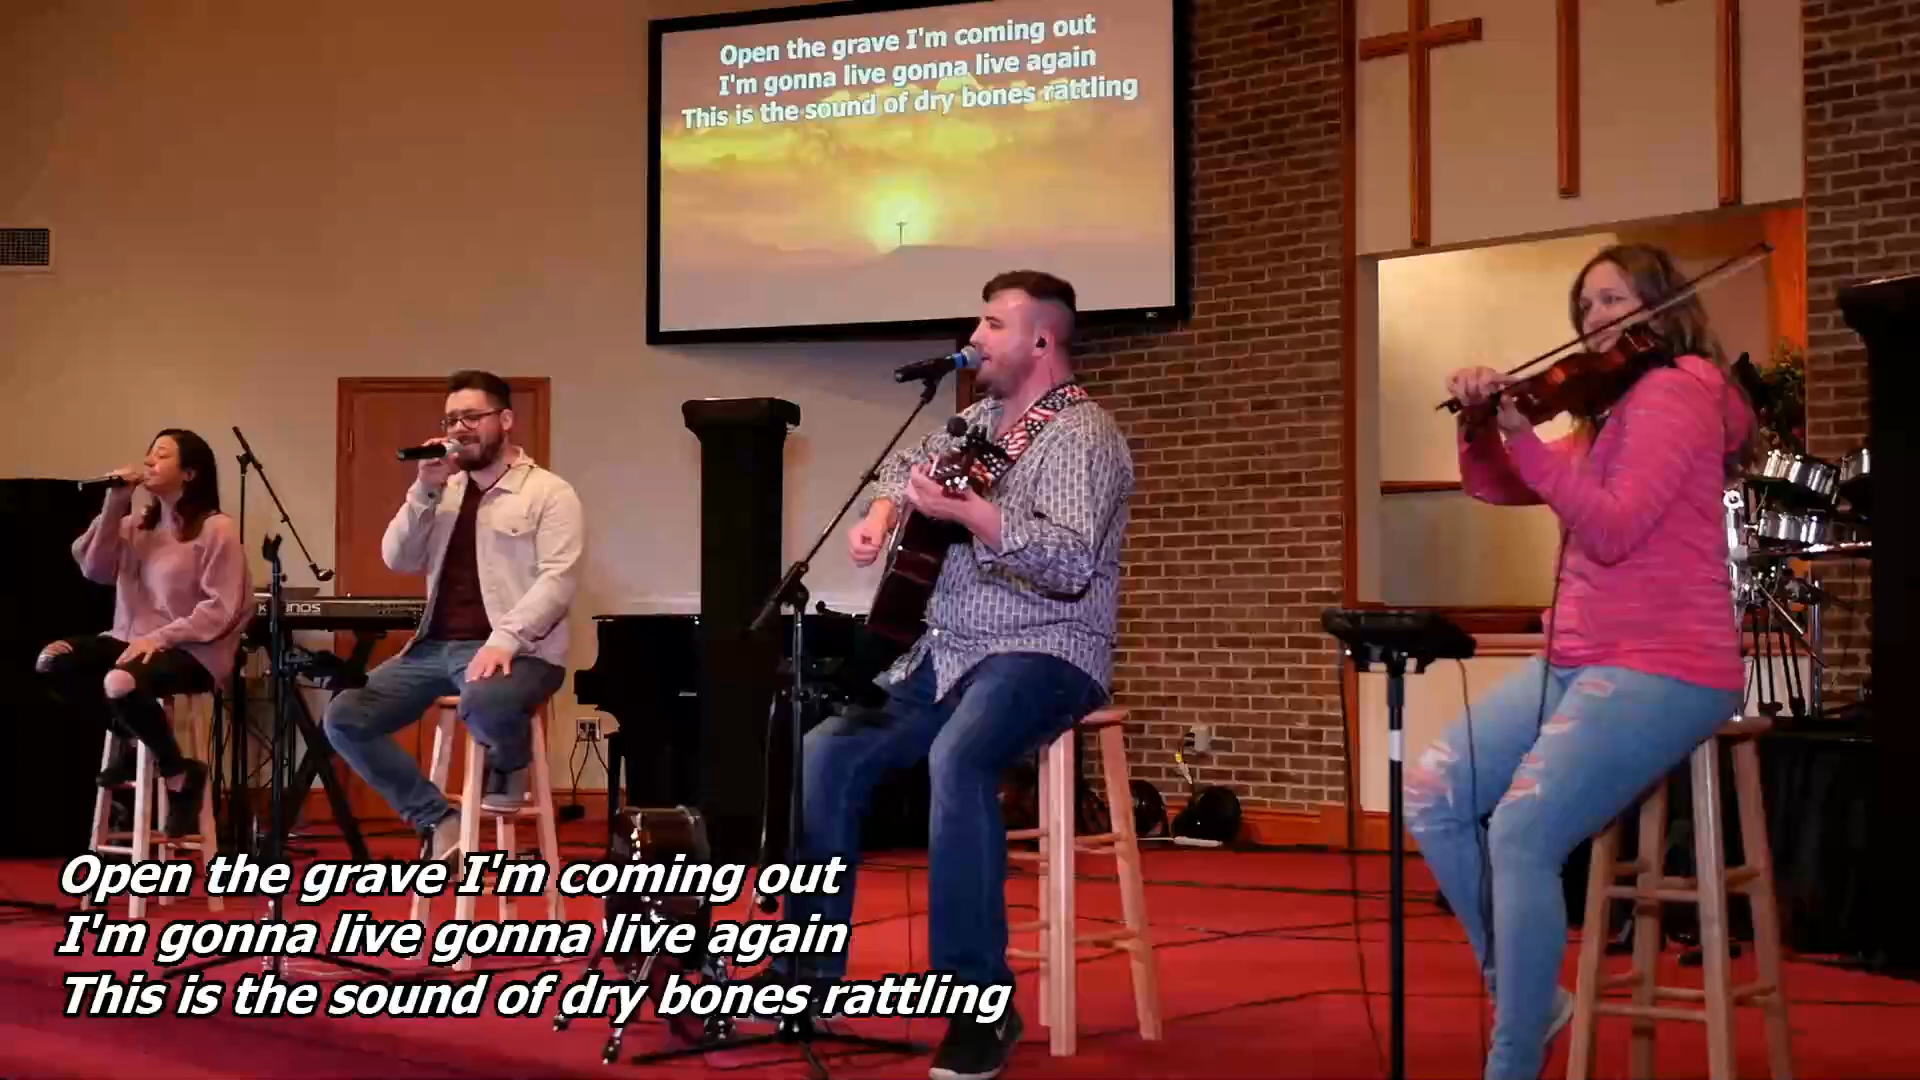 Open the grave I'm coming out
I'm gonna live gonna live again
This is the sound of dry bones rattling
KRONOS
Open the grave I'm coming out
I'm gonna live gonna live again
This is the sound of dry bones rattling